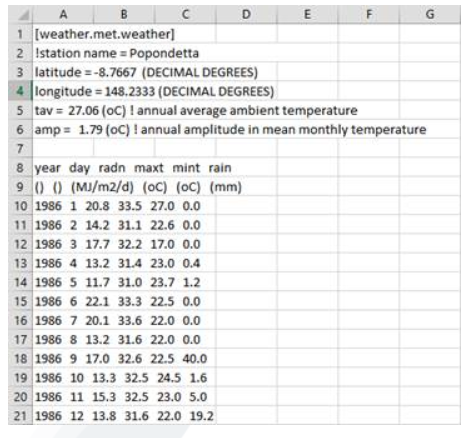 A B C D E F G
1 [weather.met.weather]
2 !station name = Popondetta
3 latitude = -8.7667 (DECIMAL DEGREES)
4 longitude = 148.2333 (DECIMAL DEGREES)
5 tav = 27.06 (oC) ! annual average ambient temperature
6 amp = 1.79 (oC) ! annual amplitude in mean monthly temperature
7
8 year day radn maxt mint rain
9 () () (MJ/m2/d) (oC) (oC) (mm)
10 1986 1 20.8 33.5 27.0 0.0
11 1986 2 14.2 31.1 22.6 0.0
12 1986 3 17.7 32.2 17.0 0.0
13 1986 4 13.2 31.4 23.0 0.4
14 1986 5 11.7 31.0 23.7 1.2
15 1986 6 22.1 33.3 22.5 0.0
16 1986 7 20.1 33.6 22.0 0.0
17 1986 8 13.2 31.6 22.0 0.0
18 1986 9 17.0 32.6 22.5 40.0
19 1986 10 13.3 32.5 24.5 1.6
20 1986 11 15.3 32.5 23.0 5.0
21 1986 12 13.8 31.6 22.0 19.2